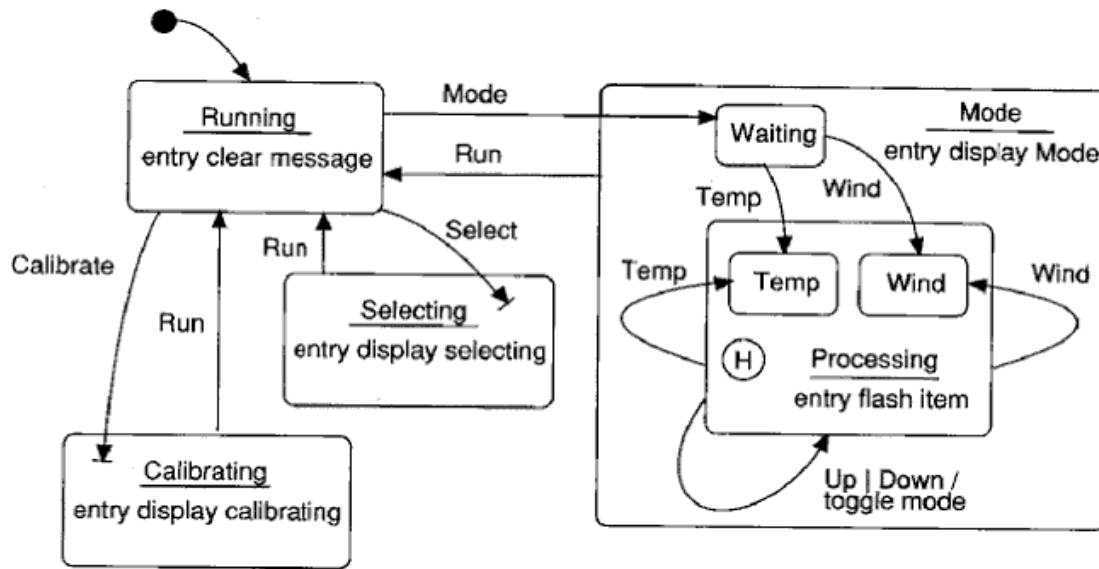 Running
entry clear message
Mode
Run
Waiting
Mode
entry display Mode
Temp
Wind
Select
Calibrate
Run
Run
Selecting
entry display selecting
Temp
Temp
Wind
Wind
H
Processing
entry flash item
Calibrating
entry display calibrating
Up | Down /
toggle mode